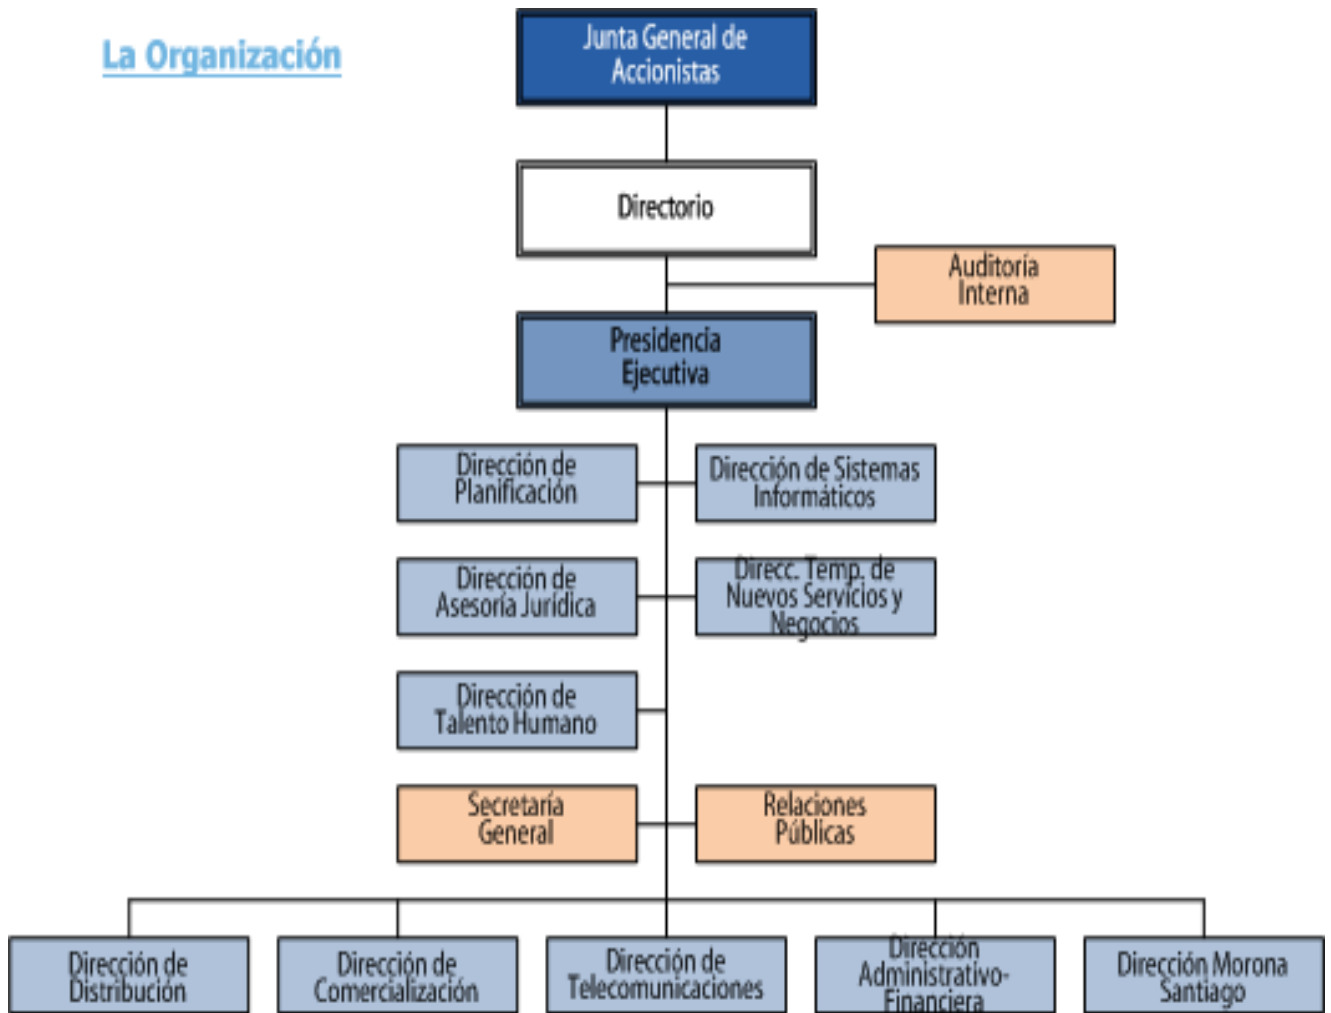 La Organización
Junta General de
Accionistas
Directorio
Auditoría
Interna
Presidencia
Ejecutiva
Dirección de
Planificación
Dirección de Sistemas
Informáticos
Dirección de
Asesoría Jurídica
Direcc. Temp. de
Nuevos Servicios y
Negocios
Dirección de
Talento Humano
Secretaría
General
Relaciones
Públicas
Dirección de
Distribución
Dirección de
Comercialización
Dirección de
Telecomunicaciones
Dirección
Administrativo-
Financiera
Dirección Morona
Santiago